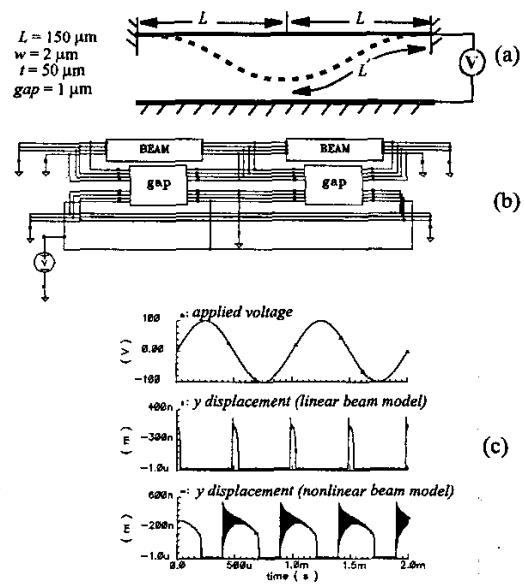 L L
L = 150 μm
w = 2 μm
t = 50 μm
gap = 1 μm
L'
V
(a)
BEAM BEAM
gap gap
V
(b)
: applied voltage
100
0.00
-100
(V)
: y displacement (linear beam model)
400n
-300n
-1.0u
(m)
(c)
: y displacement (nonlinear beam model)
600n
-200n
-1.0u
(m)
0.0 500u 1.0m 1.5m 2.0m
time (s)